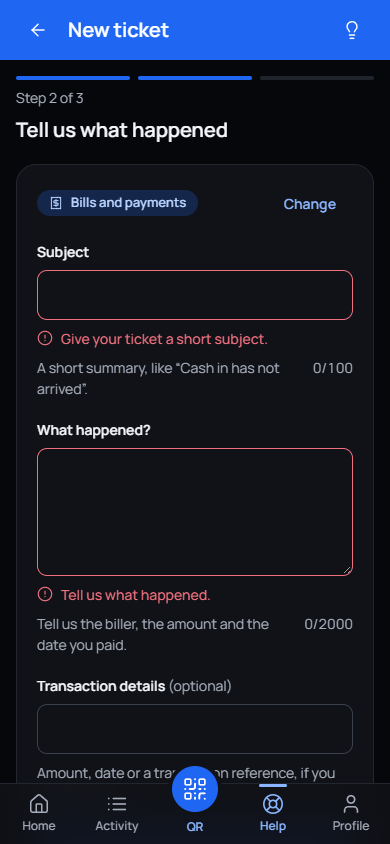 New ticket
Step 2 of 3
Tell us what happened
Bills and payments
Change
Subject
Give your ticket a short subject.
A short summary, like “Cash in has not 0/100
arrived”.
What happened?
Tell us what happened.
Tell us the biller, the amount and the 0/2000
date you paid.
Transaction details (optional)
Amount, date or a reference, if you
Home
Activity
QR
Help
Profile